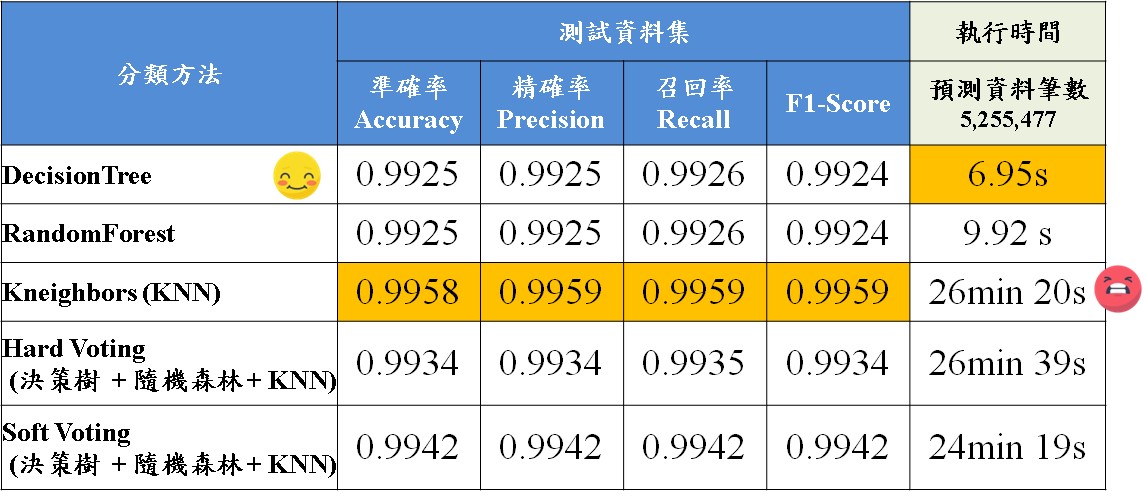 分類方法
測試資料集
執行時間
準確率
Accuracy
精確率
Precision
召回率
Recall
F1-Score
預測資料筆數
5,255,477
DecisionTree 0.9925 0.9925 0.9926 0.9924 6.95s
RandomForest 0.9925 0.9925 0.9926 0.9924 9.92 s
Kneighbors (KNN) 0.9958 0.9959 0.9959 0.9959 26min 20s
Hard Voting
(決策樹 + 隨機森林+ KNN) 0.9934 0.9934 0.9935 0.9934 26min 39s
Soft Voting
(決策樹 + 隨機森林+ KNN) 0.9942 0.9942 0.9942 0.9942 24min 19s